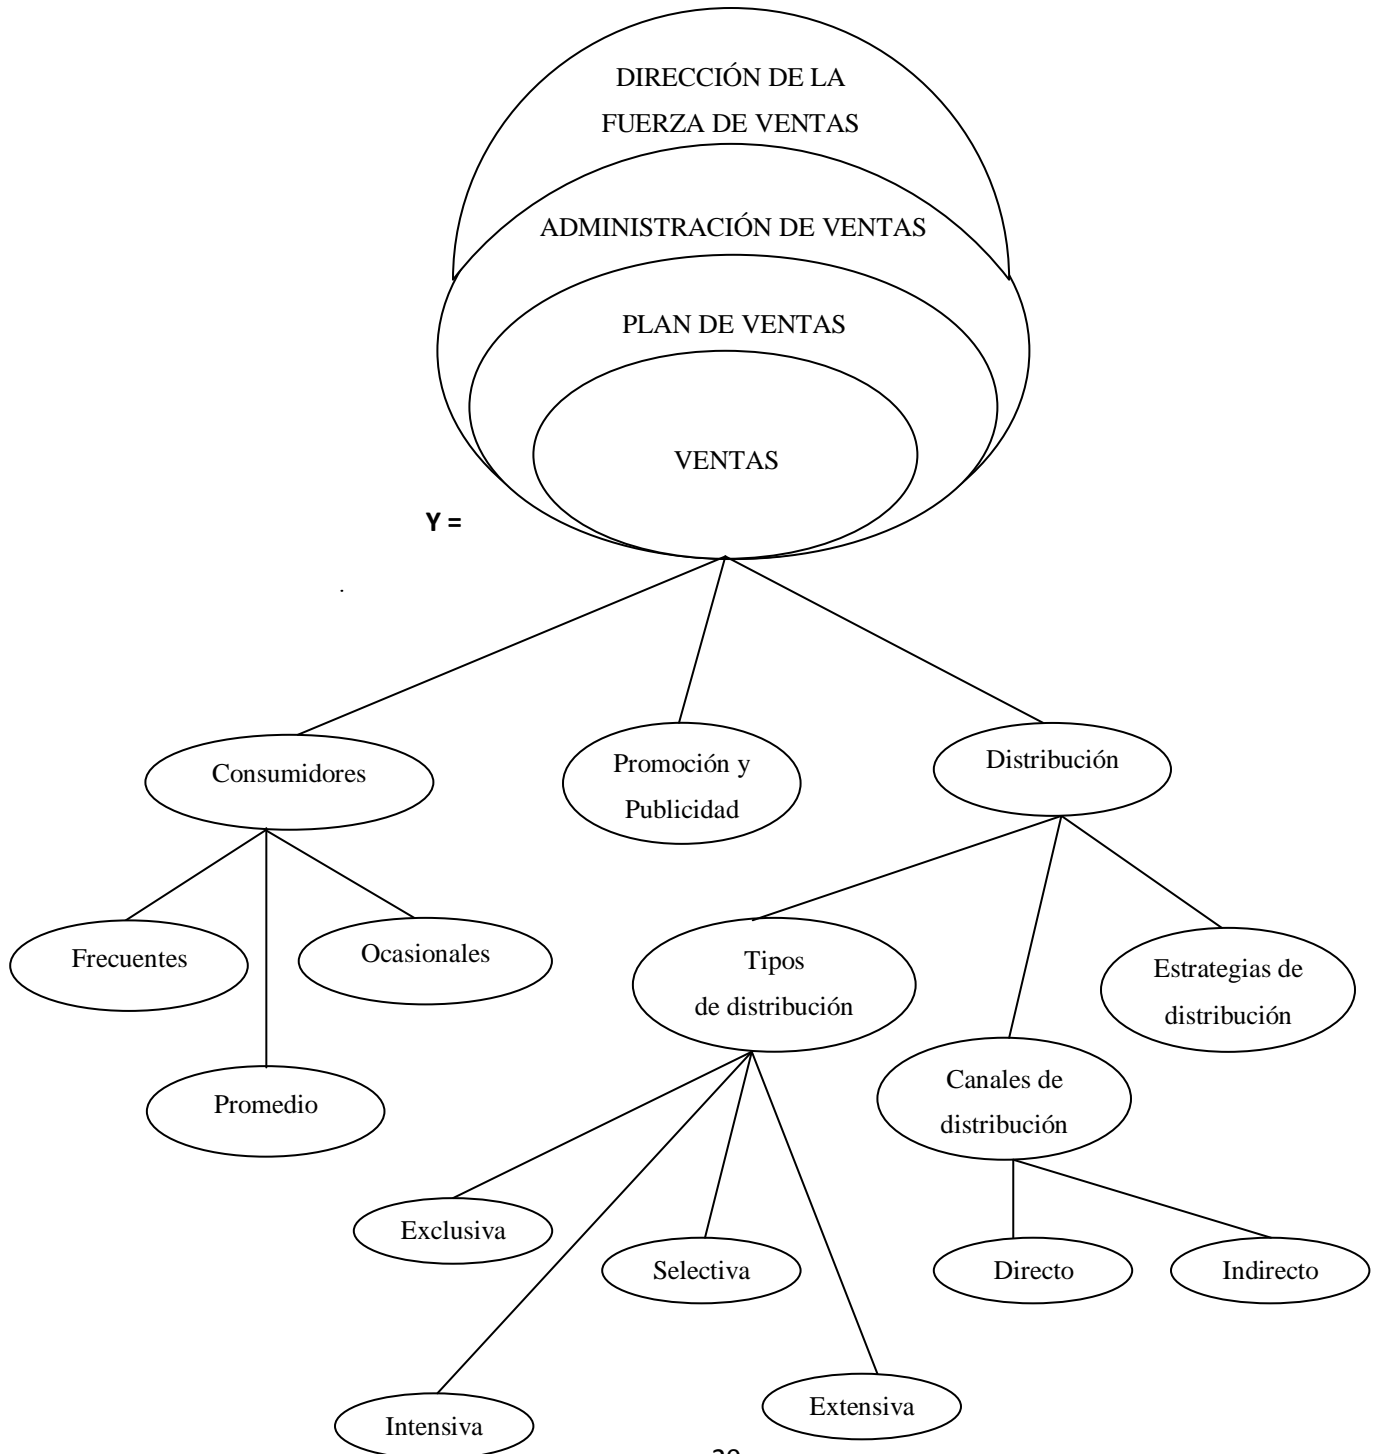 DIRECCIÓN DE LA
FUERZA DE VENTAS
ADMINISTRACIÓN DE VENTAS
PLAN DE VENTAS
VENTAS
Y =
.
Consumidores
Promoción y
Publicidad
Distribución
Frecuentes
Ocasionales
Promedio
Tipos
de distribución
Estrategias de
distribución
Canales de
distribución
Exclusiva
Selectiva
Directo
Indirecto
Intensiva
Extensiva